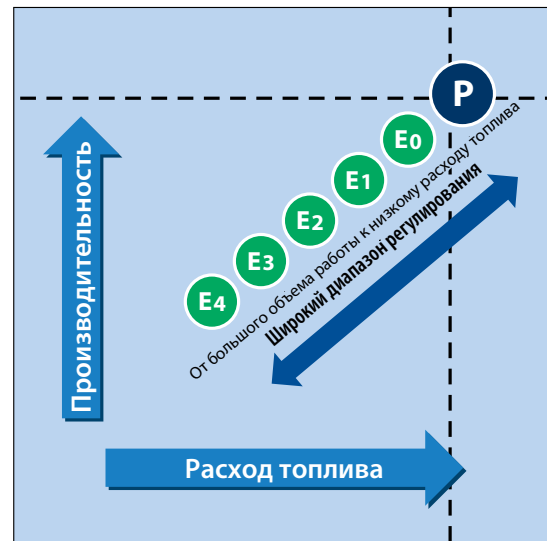 P
E0
E1
E2
E3
E4
От большого объема работы к низкому расходу топлива
Широкий диапазон регулирования
Производительность
Расход топлива